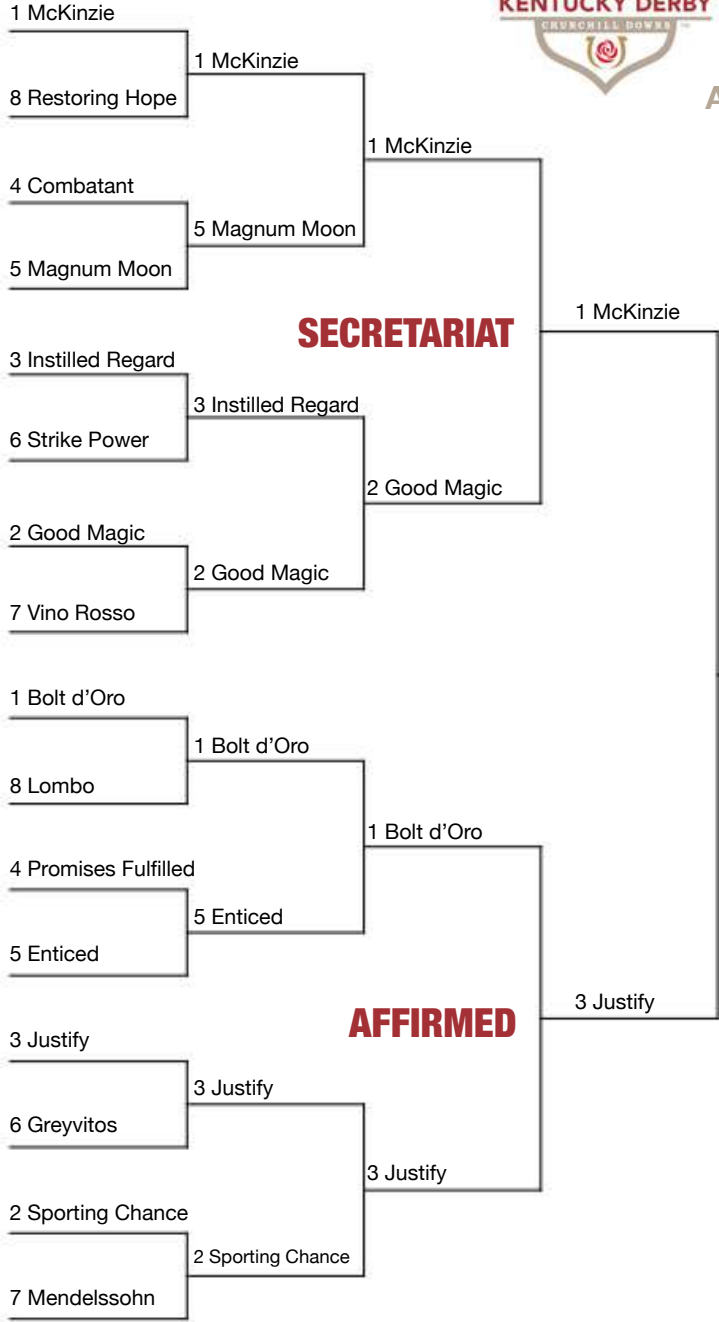 KENTUCKY DERBY
CHURCHILL DOWNS
A
1 McKinzie
8 Restoring Hope
4 Combatant
5 Magnum Moon
3 Instilled Regard
6 Strike Power
2 Good Magic
7 Vino Rosso
1 McKinzie
5 Magnum Moon
3 Instilled Regard
2 Good Magic
1 McKinzie
2 Good Magic
SECRETARIAT
1 McKinzie
1 Bolt d’Oro
8 Lombo
4 Promises Fulfilled
5 Enticed
3 Justify
6 Greyvitos
2 Sporting Chance
7 Mendelssohn
1 Bolt d’Oro
5 Enticed
3 Justify
2 Sporting Chance
1 Bolt d’Oro
3 Justify
AFFIRMED
3 Justify